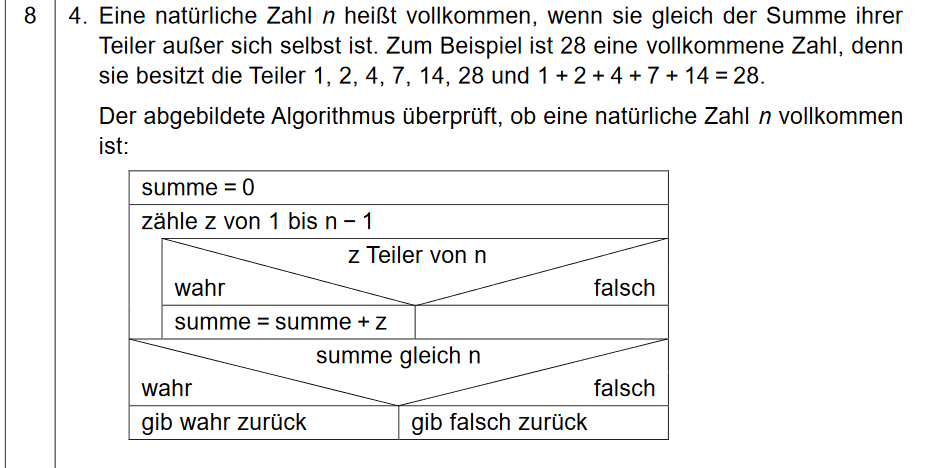 8 4. Eine natürliche Zahl n heißt vollkommen, wenn sie gleich der Summe ihrer
Teiler außer sich selbst ist. Zum Beispiel ist 28 eine vollkommene Zahl, denn
sie besitzt die Teiler 1, 2, 4, 7, 14, 28 und 1 + 2 + 4 + 7 + 14 = 28.
Der abgebildete Algorithmus überprüft, ob eine natürliche Zahl n vollkommen
ist:
summe = 0
zähle z von 1 bis n − 1
z Teiler von n
wahr falsch
summe = summe + z
summe gleich n
wahr falsch
gib wahr zurück gib falsch zurück